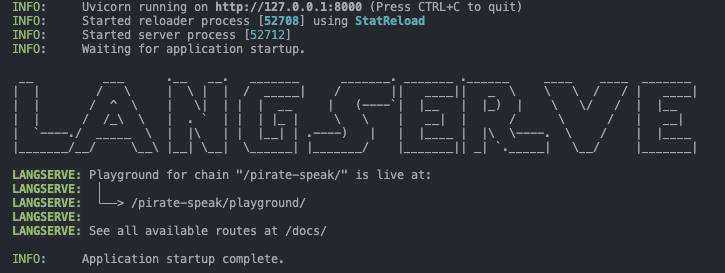 INFO: Uvicorn running on http://127.0.0.1:8000 (Press CTRL+C to quit)
INFO: Started reloader process [52708] using StatReload
INFO: Started server process [52712]
INFO: Waiting for application startup.
LANGSERVE
LANGSERVE: Playground for chain "/pirate-speak/" is live at:
LANGSERVE: │
LANGSERVE: └──> /pirate-speak/playground/
LANGSERVE:
LANGSERVE: See all available routes at /docs/
INFO: Application startup complete.